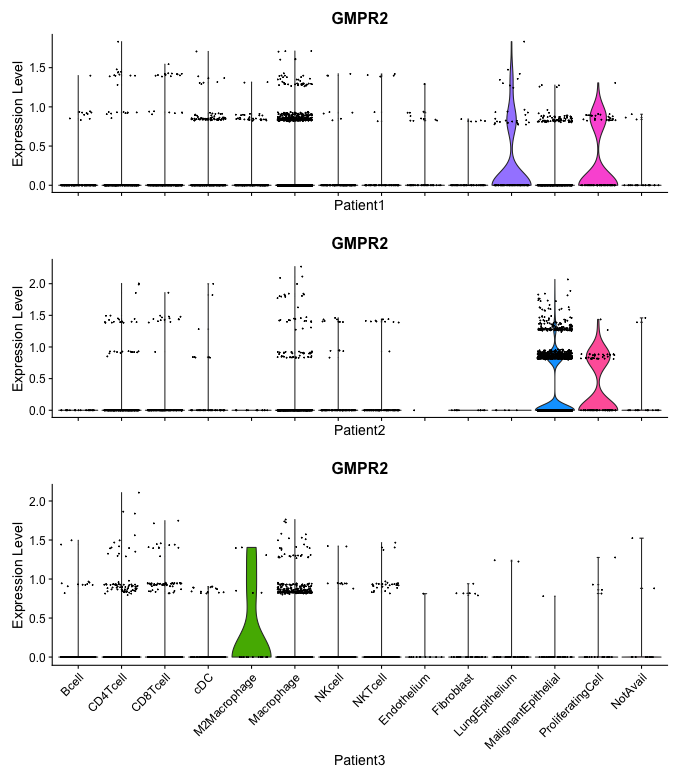 GMPR2
Expression Level
1.5
1.0
0.5
0.0
Patient1
GMPR2
Expression Level
2.0
1.5
1.0
0.5
0.0
Patient2
GMPR2
Expression Level
2.0
1.5
1.0
0.5
0.0
Bcell
CD4Tcell
CD8Tcell
cDC
M2Macrophage
Macrophage
NKcell
NKTcell
Endothelium
Fibroblast
LungEpithelium
MalignantEpithelial
ProliferatingCell
NotAvail
Patient3